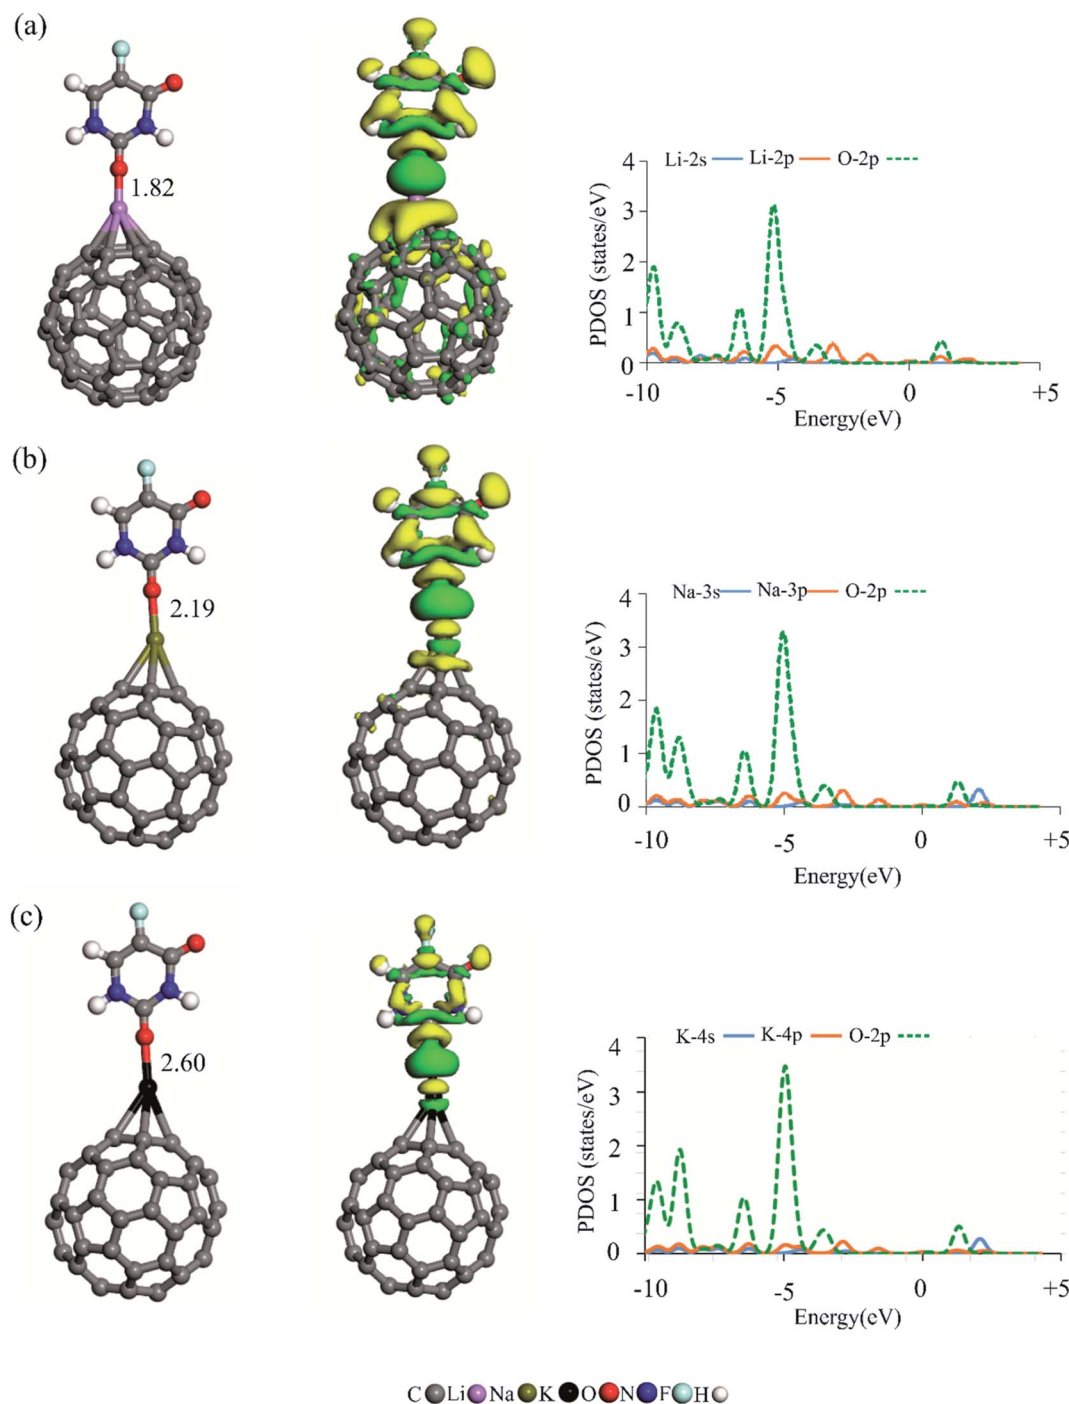 (a)
1.82
Li-2s Li-2p O-2p
4
3
2
1
0
PDOS (states/eV)
-10 -5 0 +5
Energy(eV)
(b)
2.19
Na-3s Na-3p O-2p
4
3
2
1
0
PDOS (states/eV)
-10 -5 0 +5
Energy(eV)
(c)
2.60
K-4s K-4p O-2p
4
3
2
1
0
PDOS (states/eV)
-10 -5 0 +5
Energy(eV)
C Li Na K O N F H